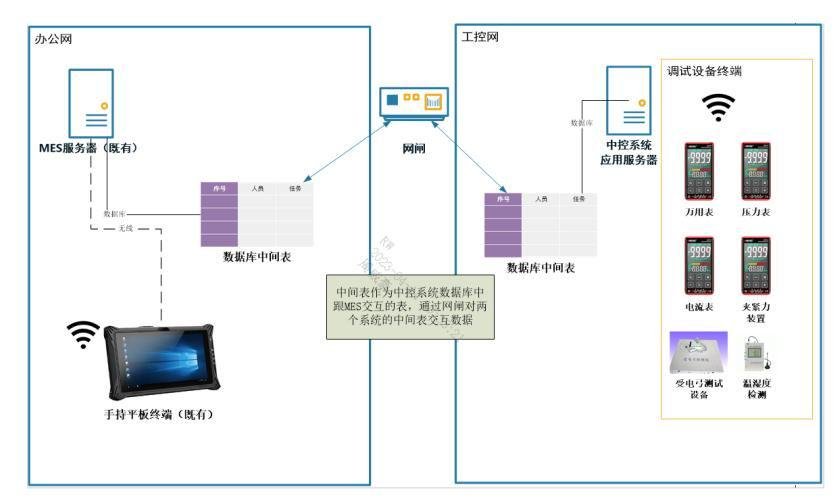 办公网
MES服务器（既有）
数据库
无线
序号 人员 任务
数据库中间表
手持平板终端（既有）
网闸
中间表作为中控系统数据库中
跟MES交互的表，通过网闸对两
个系统的中间表交互数据
工控网
数据库
中控系统
应用服务器
序号 人员 任务
数据库中间表
调试设备终端
万用表
压力表
电流表
夹紧力
装置
受电弓测试
设备
温湿度
检测